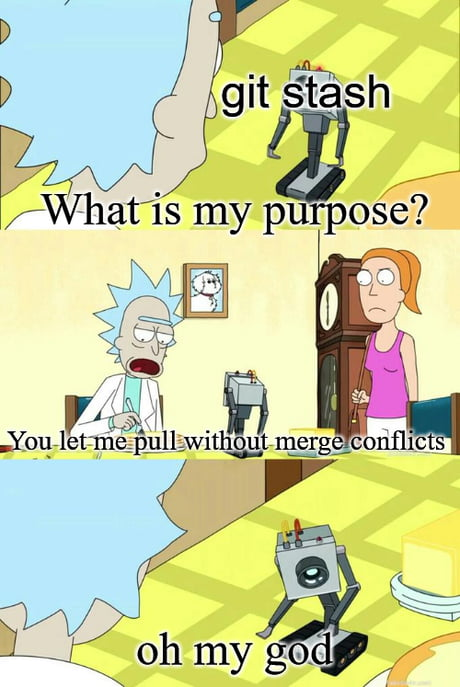 git stash
What is my purpose?
You let me pull without merge conflicts
oh my god